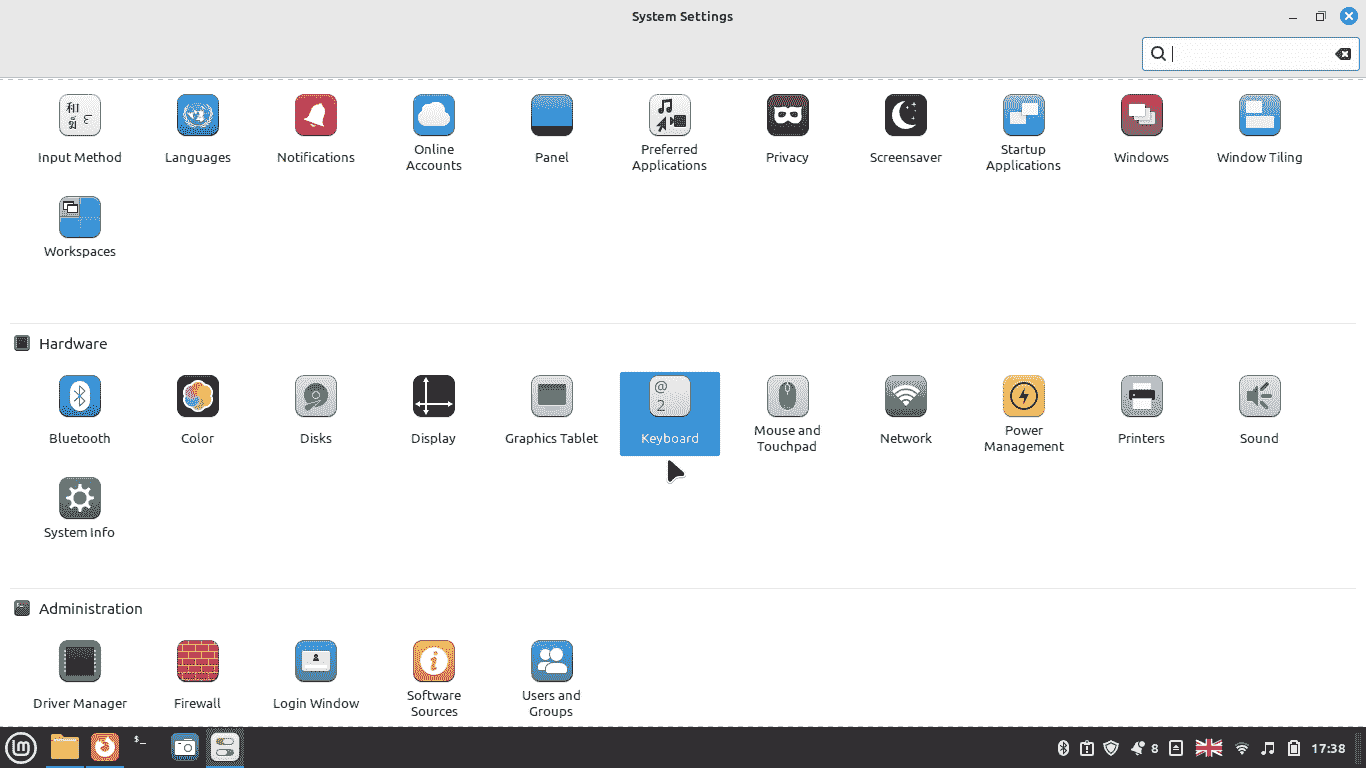 System Settings
Input Method
Languages
Notifications
Online
Accounts
Panel
Preferred
Applications
Privacy
Screensaver
Startup
Applications
Windows
Window Tiling
Workspaces
Hardware
Bluetooth
Color
Disks
Display
Graphics Tablet
@
2
Keyboard
Mouse and
Touchpad
Network
Power
Management
Printers
Sound
System Info
Administration
Driver Manager
Firewall
Login Window
Software
Sources
Users and
Groups
$_
8
17:38